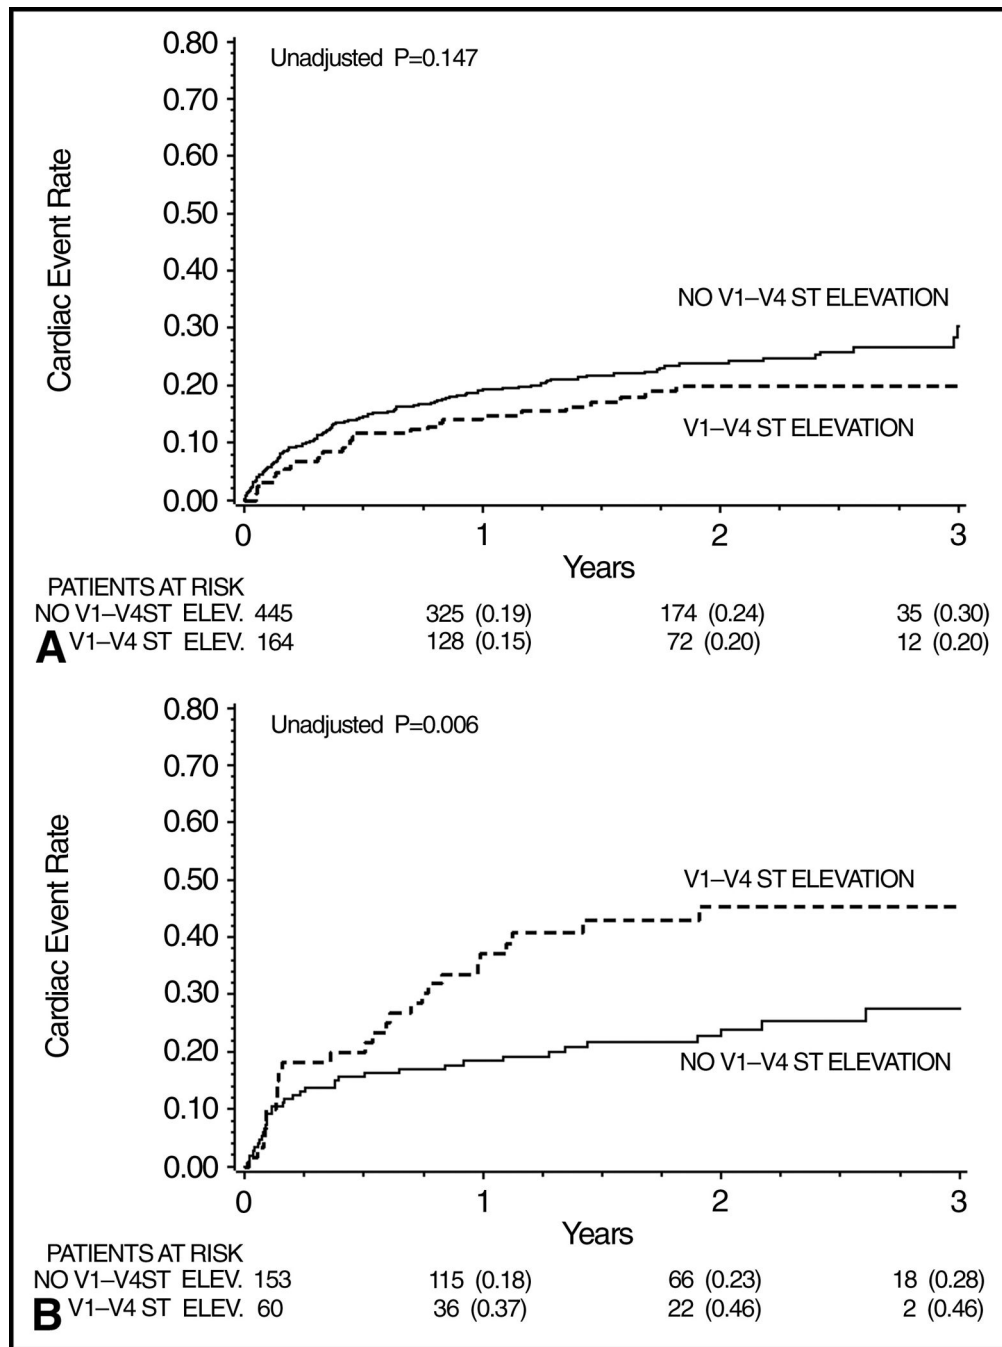 0.80
Unadjusted P=0.147
0.70
0.60
0.50
0.40
0.30
0.20
0.10
0.00
Cardiac Event Rate
NO V1–V4 ST ELEVATION
V1–V4 ST ELEVATION
0 1 2 3
Years
PATIENTS AT RISK
NO V1–V4ST ELEV. 445 325 (0.19) 174 (0.24) 35 (0.30)
A V1–V4 ST ELEV. 164 128 (0.15) 72 (0.20) 12 (0.20)
0.80
Unadjusted P=0.006
0.70
0.60
0.50
0.40
0.30
0.20
0.10
0.00
Cardiac Event Rate
V1–V4 ST ELEVATION
NO V1–V4 ST ELEVATION
0 1 2 3
Years
PATIENTS AT RISK
NO V1–V4ST ELEV. 153 115 (0.18) 66 (0.23) 18 (0.28)
B V1–V4 ST ELEV. 60 36 (0.37) 22 (0.46) 2 (0.46)